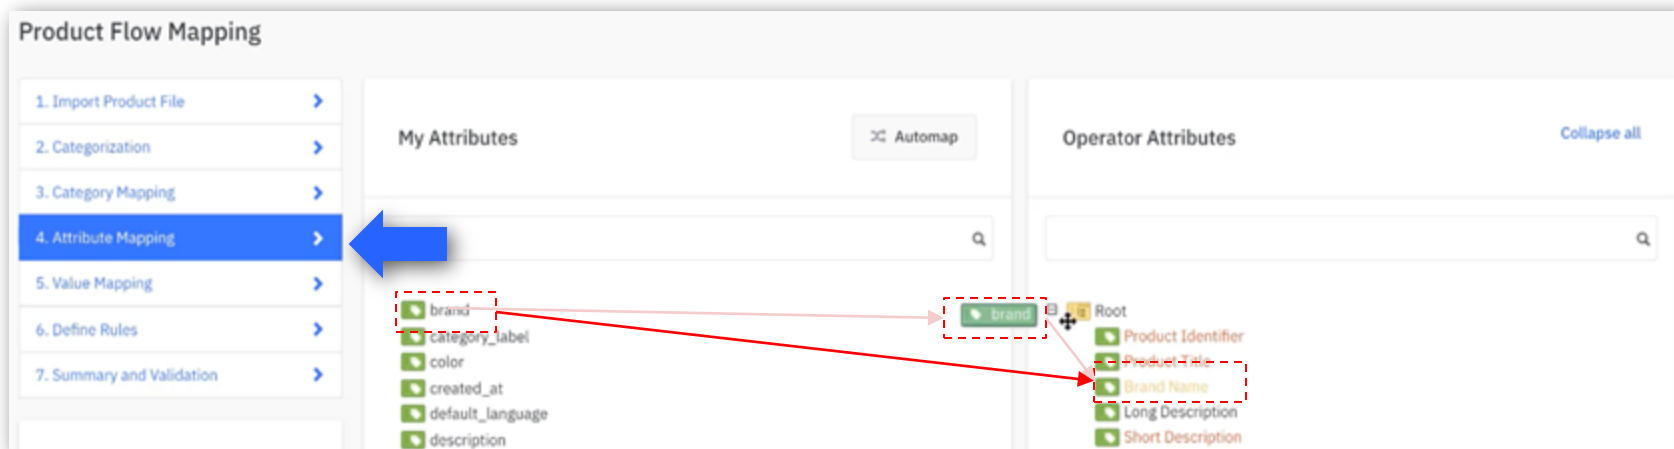 Product Flow Mapping
1. Import Product File
2. Categorization
3. Category Mapping
4. Attribute Mapping
5. Value Mapping
6. Define Rules
7. Summary and Validation
My Attributes
Automap
brand
category_label
color
created_at
default_language
description
brand
Operator Attributes
Collapse all
Root
Product Identifier
Product Title
Brand Name
Long Description
Short Description